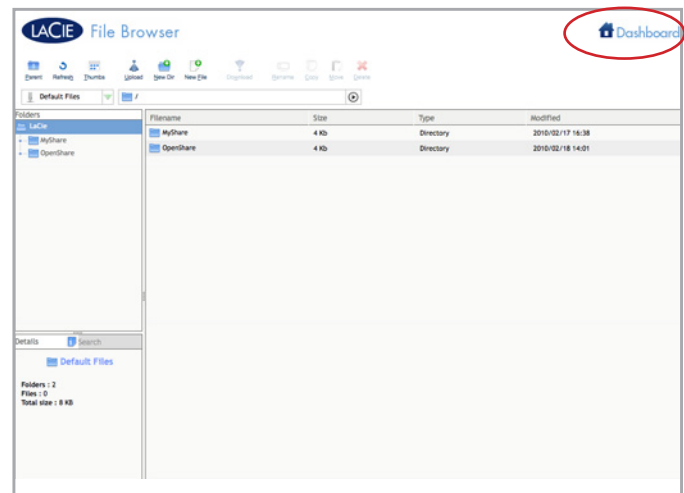 LACIE File Browser
Dashboard
Parent Refresh Thumbs Upload New Dir New File Download Rename Copy Move Delete
Default Files /
Folders
LaCie
MyShare
OpenShare
Filename Size Type Modified
MyShare 4 Kb Directory 2010/02/17 16:38
OpenShare 4 Kb Directory 2010/02/18 14:01
Details Search
Default Files
Folders : 2
Files : 0
Total size : 8 KB